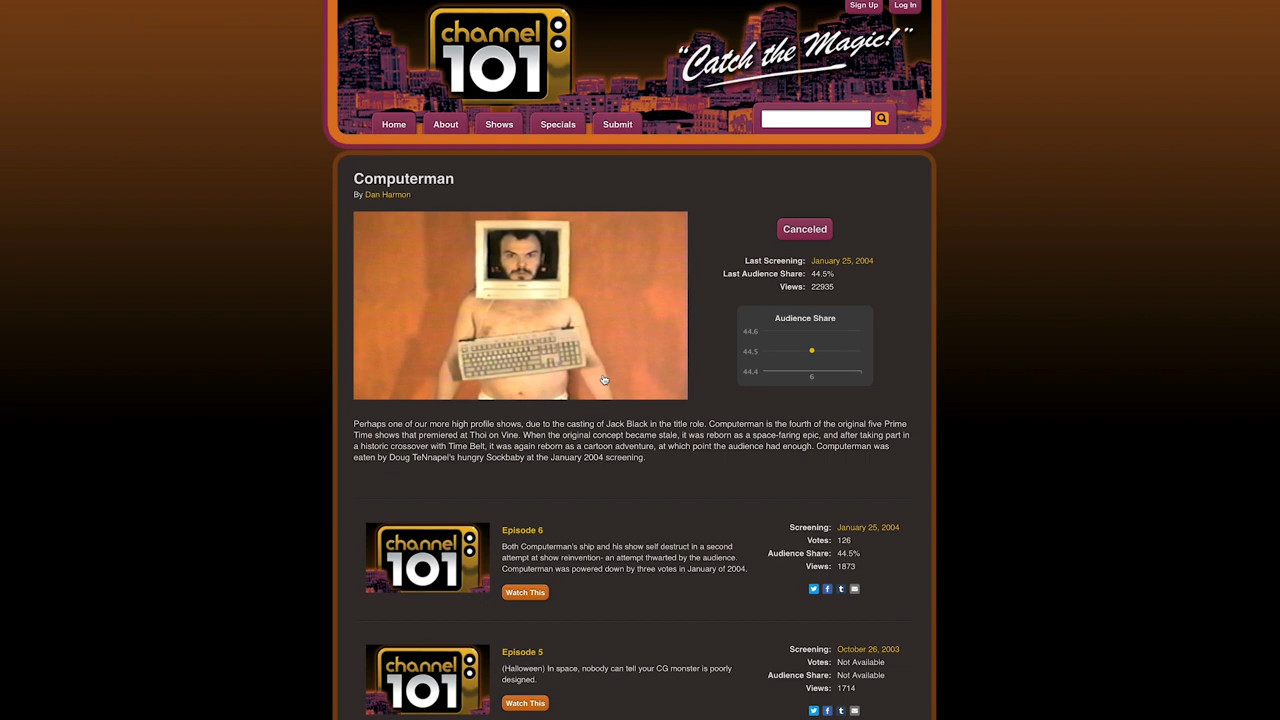 Sign Up
Log In
channel 101
"Catch the Magic!"
Home
About
Shows
Specials
Submit
Computerman
By Dan Harmon
Canceled
Last Screening: January 25, 2004
Last Audience Share: 44.5%
Views: 22935
Audience Share
44.6
44.5
44.4
6
Perhaps one of our more high profile shows, due to the casting of Jack Black in the title role. Computerman is the fourth of the original five Prime
Time shows that premiered at Thoi on Vine. When the original concept became stale, it was reborn as a space-faring epic, and after taking part in
a historic crossover with Time Belt, it was again reborn as a cartoon adventure, at which point the audience had enough. Computerman was
eaten by Doug TeNnapel's hungry Sockbaby at the January 2004 screening.
channel 101
Episode 6
Both Computerman's ship and his show self destruct in a second
attempt at show reinvention- an attempt thwarted by the audience.
Computerman was powered down by three votes in January of 2004.
Watch This
Screening: January 25, 2004
Votes: 126
Audience Share: 44.5%
Views: 1873
channel 101
Episode 5
(Halloween) In space, nobody can tell your CG monster is poorly
designed.
Watch This
Screening: October 26, 2003
Votes: Not Available
Audience Share: Not Available
Views: 1714